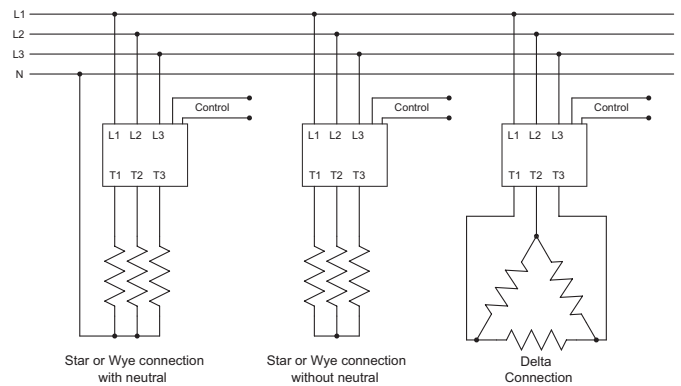 L1
L2
L3
N
Control
Control
Control
L1 L2 L3
L1 L2 L3
L1 L2 L3
T1 T2 T3
T1 T2 T3
T1 T2 T3
Star or Wye connection
with neutral
Star or Wye connection
without neutral
Delta
Connection